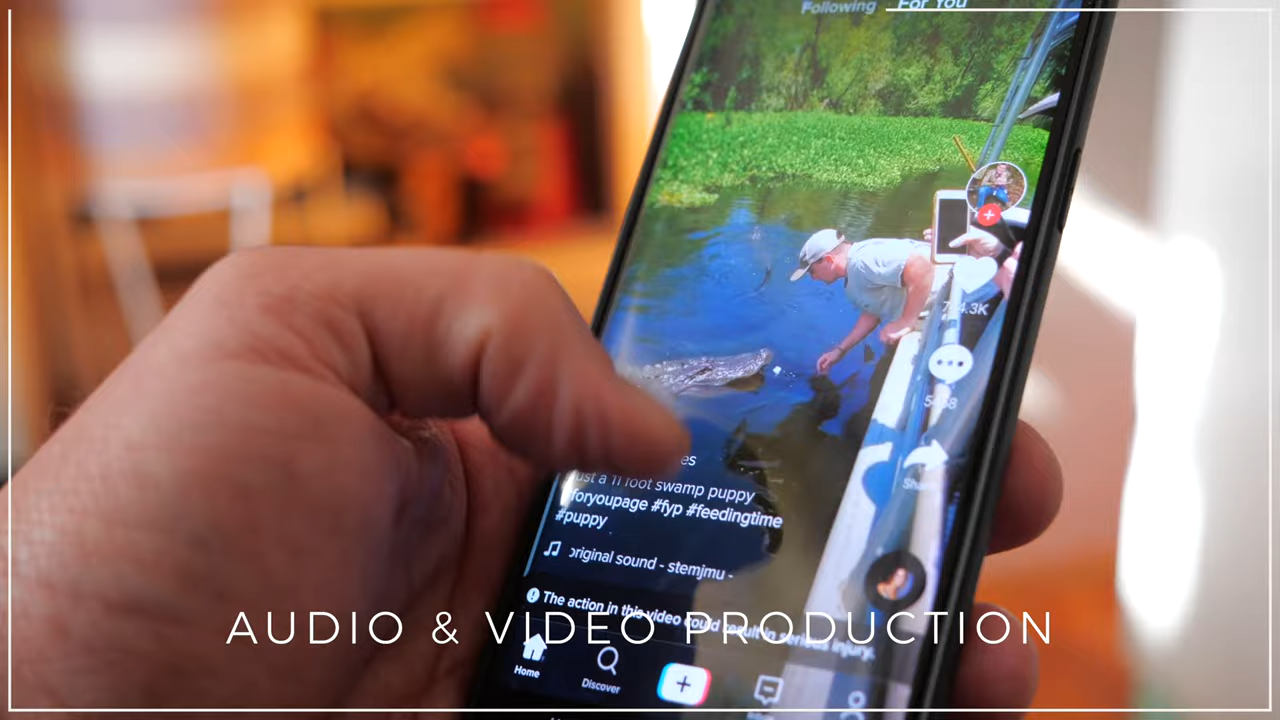 Following For You
.3K
es
just a 11 foot swamp puppy
#foryoupage #fyp #feedingtime
#puppy
original sound - stemjmu -
The action in this video could result in serious injury.
AUDIO & VIDEO PRODUCTION
Home
Discover